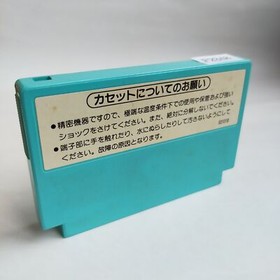 カセットについてのお願い
●精密機器ですので、極端な温度条件下での使用や保管および強い
ショックをさけてください。また、絶対に分解しないでください。
●端子部に手を触れたり、水にぬらしたりして汚さないようにして
ください。故障の原因となります。